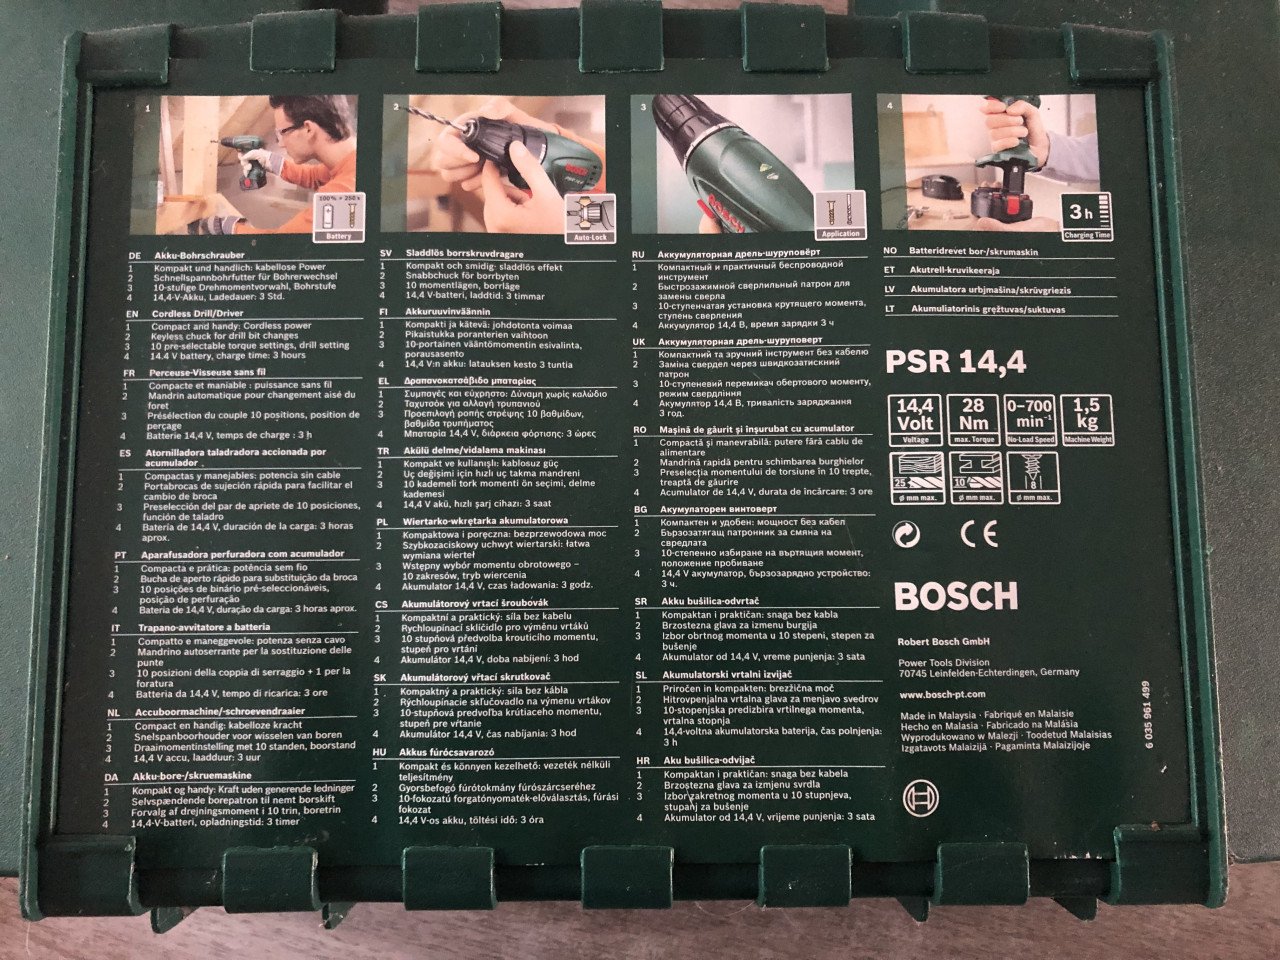 1
BOSCH
100% = 250 x
Battery
2
BOSCH
PSR 14,4
Auto-Lock
3
BOSCH
Application
4
3 h
Charging Time
DE Akku-Bohrschrauber
1 Kompakt und handlich: kabellose Power
2 Schnellspannbohrfutter für Bohrerwechsel
3 10-stufige Drehmomentvorwahl, Bohrstufe
4 14,4-V-Akku, Ladedauer: 3 Std.
EN Cordless Drill/Driver
1 Compact and handy: Cordless power
2 Keyless chuck for drill bit changes
3 10 pre-selectable torque settings, drill setting
4 14.4 V battery, charge time: 3 hours
FR Perceuse-Visseuse sans fil
1 Compacte et maniable : puissance sans fil
2 Mandrin automatique pour changement aisé du
foret
3 Présélection du couple 10 positions, position de
perçage
4 Batterie 14,4 V, temps de charge : 3 h
ES Atornilladora taladradora accionada por
acumulador .
1 Compactas y manejables: potencia sin cable
2 Portabrocas de sujeción rápida para facilitar el
cambio de broca
3 Preselección del par de apriete de 10 posiciones,
función de taladro
4 Batería de 14,4 V, duración de la carga: 3 horas
aprox.
PT Aparafusadora perfuradora com acumulador
1 Compacta e prática: potência sem fio
2 Bucha de aperto rápido para substituição da broca
3 10 posições de binário pré-seleccionáveis,
posição de perfuração
4 Bateria de 14,4 V, duração da carga: 3 horas aprox.
IT Trapano-avvitatore a batteria
1 Compatto e maneggevole: potenza senza cavo
2 Mandrino autoserrante per la sostituzione delle
punte
3 10 posizioni della coppia di serraggio + 1 per la
foratura
4 Batteria da 14,4 V, tempo di ricarica: 3 ore
NL Accuboormachine/-schroevendraaier
1 Compact en handig: kabelloze kracht
2 Snelspanboorhouder voor wisselen van boren
3 Draaimomentinstelling met 10 standen, boorstand
4 14,4 V accu, laadduur: 3 uur
DA Akku-bore-/skruemaskine
1 Kompakt og handy: Kraft uden generende ledninger
2 Selvspændende borepatron til nemt borskift
3 Forvalg af drejningsmoment i 10 trin, boretrin
4 14,4-V-batteri, opladningstid: 3 timer
SV Sladdlös borrskruvdragare
1 Kompakt och smidig: sladdlös effekt
2 Snabbchuck för borrbyten
3 10 momentlägen, borrläge
4 14,4 V-batteri, laddtid: 3 timmar
FI Akkuruuvinväännin
1 Kompakti ja kätevä: johdotonta voimaa
2 Pikaistukka poranterien vaihtoon
3 10-portainen vääntömomentin esivalinta,
porausasento
4 14,4 V:n akku: latauksen kesto 3 tuntia
EL Δραπανοκατσάβιδο μπαταρίας
1 Συμπαγές και εύχρηστο: Δύναμη χωρίς καλώδιο
2 Ταχυτσόκ για αλλαγή τρυπανιού
3 Προεπιλογή ροπής στρέψης 10 βαθμίδων,
βαθμίδα τρυπήματος
4 Μπαταρία 14,4 V, διάρκεια φόρτισης: 3 ώρες
TR Akülü delme/vidalama makinası
1 Kompakt ve kullanışlı: kablosuz güç
2 Uç değişimi için hızlı uç takma mandreni
3 10 kademeli tork momenti ön seçimi, delme
kademesi
4 14,4 V akü, hızlı şarj cihazı: 3 saat
PL Wiertarko-wkrętarka akumulatorowa
1 Kompaktowa i poręczna: bezprzewodowa moc
2 Szybkozaciskowy uchwyt wiertarski: łatwa
wymiana wierteł
3 Wstępny wybór momentu obrotowego –
10 zakresów, tryb wiercenia
4 Akumulator 14,4 V, czas ładowania: 3 godz.
CS Akumulátorový vrtací šroubovák
1 Kompaktní a praktický: síla bez kabelu
2 Rychloupínací sklíčidlo pro výměnu vrtáků
3 10 stupňová předvolba krouticího momentu,
stupeň pro vrtání
4 Akumulátor 14,4 V, doba nabíjení: 3 hod
SK Akumulátorový vŕtací skrutkovač
1 Kompaktný a praktický: sila bez kábla
2 Rýchloupínacie skľučovadlo na výmenu vrtákov
3 10-stupňová predvoľba krútiaceho momentu,
stupeň pre vŕtanie
4 Akumulátor 14,4 V, čas nabíjania: 3 hod
HU Akkus fúrócsavarozó
1 Kompakt és könnyen kezelhető: vezeték nélküli
teljesítmény
2 Gyorsbefogó fúrótokmány fúrószárcseréhez
3 10-fokozatú forgatónyomaték-előválasztás, fúrási
fokozat
4 14,4 V-os akku, töltési idő: 3 óra
RU Аккумуляторная дрель-шуруповёрт
1 Компактный и практичный беспроводной
инструмент
2 Быстрозажимной сверлильный патрон для
замены сверла
3 10-ступенчатая установка крутящего момента,
ступень сверления
4 Аккумулятор 14,4 В, время зарядки 3 ч
UK Аккумуляторная дрель-шуруповерт
1 Компактний та зручний інструмент без кабелю
2 Заміна свердел через швидкозатискний
патрон
3 10-ступеневий перемикач обертового моменту,
режим свердління
4 Акумулятор 14,4 В, тривалість заряджання
3 год.
RO Maşină de găurit şi înşurubat cu acumulator
1 Compactă şi manevrabilă: putere fără cablu de
alimentare
2 Mandrină rapidă pentru schimbarea burghielor
3 Preselecţia momentului de torsiune în 10 trepte,
treaptă de găurire
4 Acumulator de 14,4 V, durata de încărcare: 3 ore
BG Акумулаторен винтоверт
1 Компактен и удобен: мощност без кабел
2 Бързозатягащ патронник за смяна на
свредлата
3 10-степенно избиране на въртящия момент,
положение пробиване
4 14,4 V акумулатор, бързозарядно устройство:
3 ч.
SR Akku bušilica-odvrtač
1 Kompaktan i praktičan: snaga bez kabla
2 Brzostezna glava za izmenu burgija
3 Izbor obrtnog momenta u 10 stepeni, stepen za
bušenje
4 Akumulator od 14,4 V, vreme punjenja: 3 sata
SL Akumulatorski vrtalni izvijač
1 Priročen in kompakten: brezžična moč
2 Hitrovpenjalna vrtalna glava za menjavo svedrov
3 10-stopenjska predizbira vrtilnega momenta,
vrtalna stopnja
4 14,4-voltna akumulatorska baterija, čas polnjenja:
3 h
HR Aku bušilica-odvijač
1 Kompaktan i praktičan: snaga bez kabela
2 Brzostezna glava za izmjenu svrdla
3 Izbor zakretnog momenta u 10 stupnjeva,
stupanj za bušenje
4 Akumulator od 14,4 V, vrijeme punjenja: 3 sata
NO Batteridrevet bor-/skrumaskin
ET Akutrell-kruvikeeraja
LV Akumulatora urbjmašina/skrūvgriezis
LT Akumuliatorinis gręžtuvas/suktuvas
PSR 14,4
14,4 Volt Voltage
28 Nm max. Torque
0–700 min⁻¹ No-Load Speed
1,5 kg Machine Weight
25 Ø mm max.
10 Ø mm max.
8 Ø mm max.
CE
BOSCH
Robert Bosch GmbH
Power Tools Division
70745 Leinfelden-Echterdingen, Germany
www.bosch-pt.com
Made in Malaysia · Fabriqué en Malaisie
Hecho en Malasia · Fabricado na Malásia
Wyprodukowano w Malezji · Toodetud Malaisias
Izgatavots Malaizijā · Pagaminta Malaizijoje
6 035 961 499